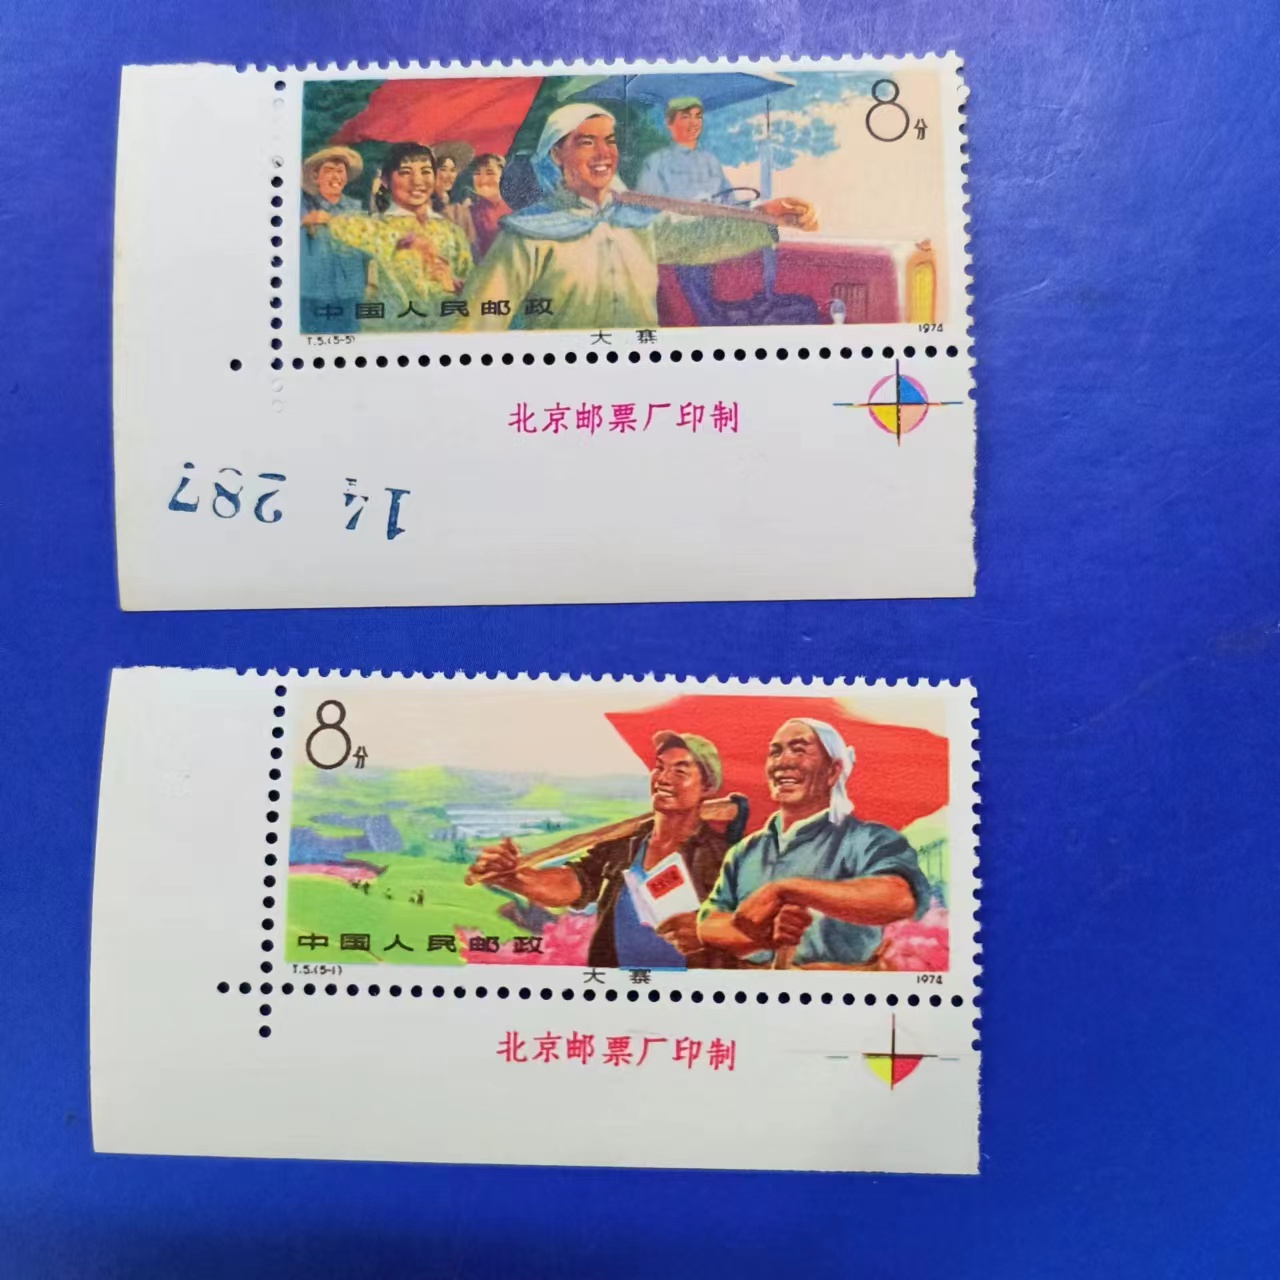 8分
中国人民邮政
T.5.(5-5) 大寨 1974
北京邮票厂印制
14 287
8分
中国人民邮政
T.5.(5-1) 大寨 1974
北京邮票厂印制